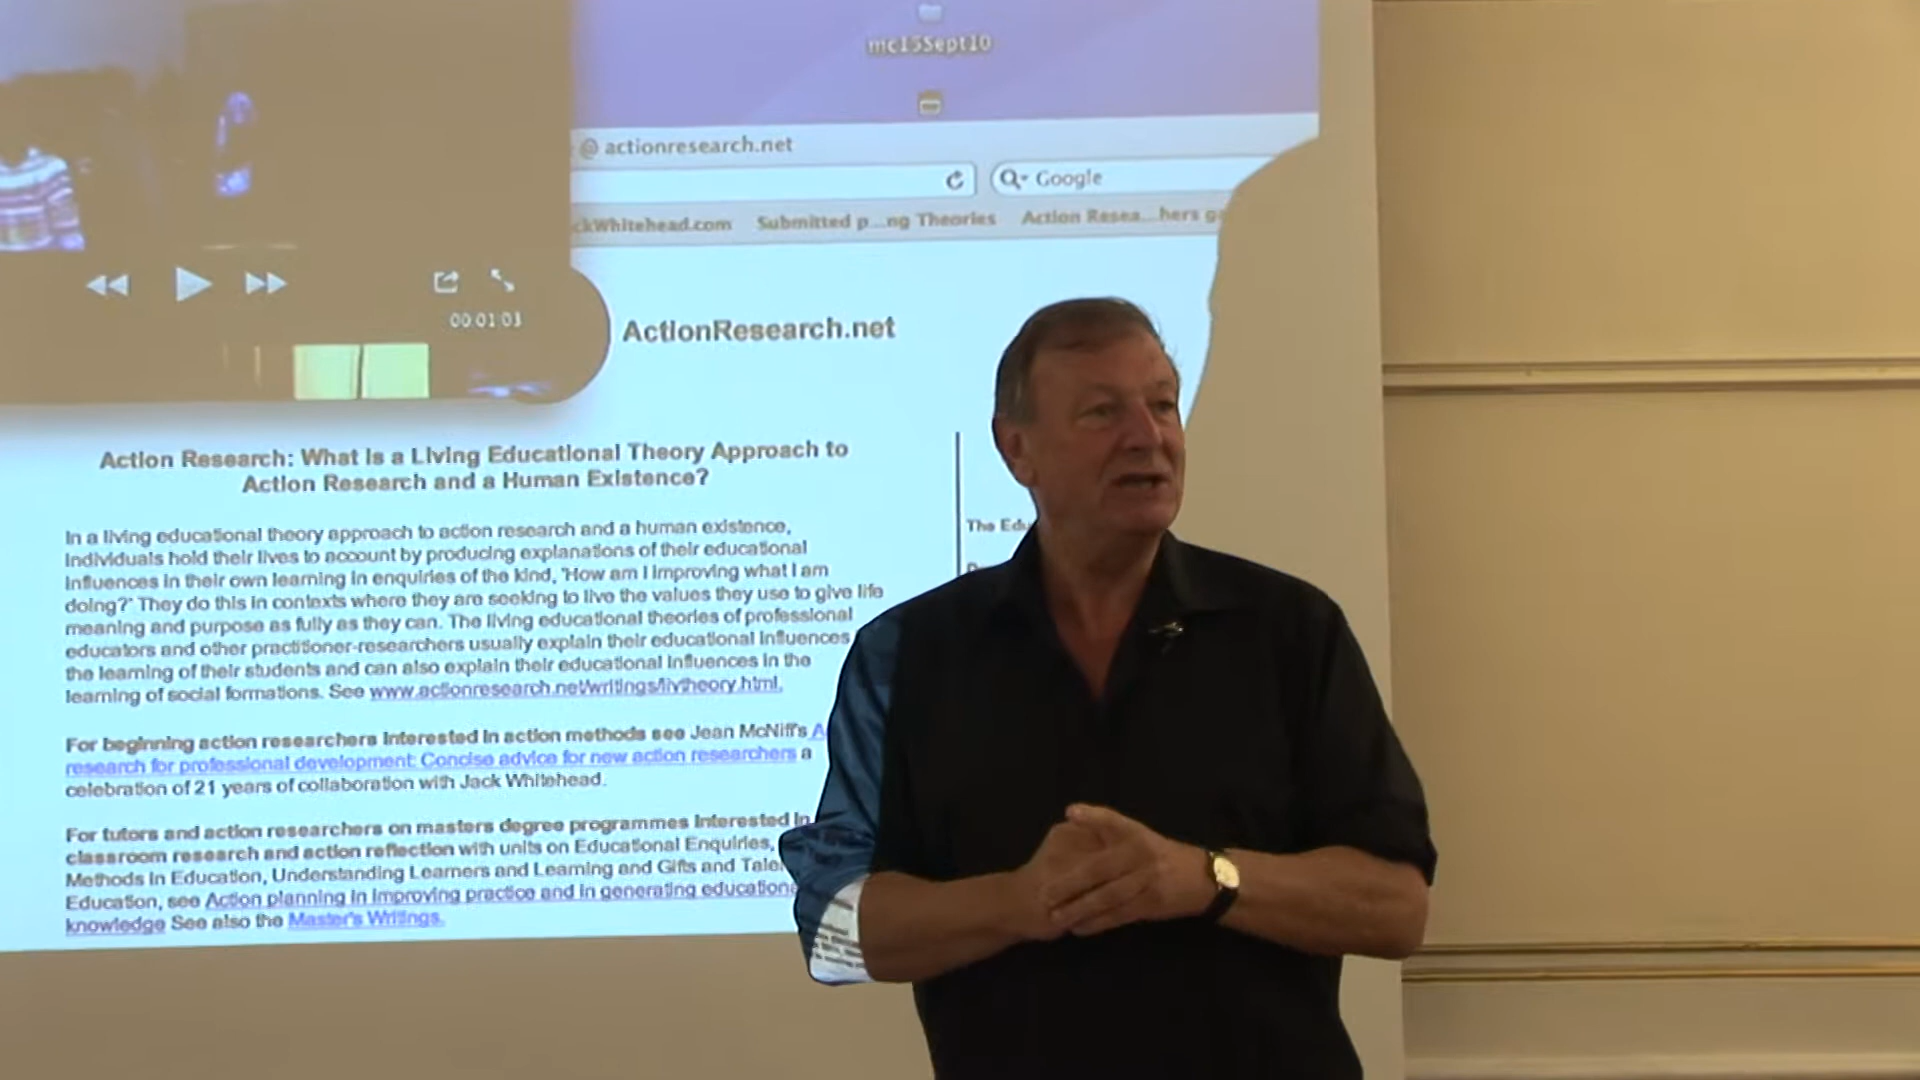 mc15Sept10
@ actionresearch.net
Google
ckWhitehead.com Submitted p...ng Theories Action Resea...hers
00:01:01
ActionResearch.net
Action Research: What is a Living Educational Theory Approach to
Action Research and a Human Existence?
In a living educational theory approach to action research and a human existence,
individuals hold their lives to account by producing explanations of their educational
influences in their own learning in enquiries of the kind, 'How am I improving what I am
doing?' They do this in contexts where they are seeking to live the values they use to give life
meaning and purpose as fully as they can. The living educational theories of professional
educators and other practitioner-researchers usually explain their educational influences
the learning of their students and can also explain their educational influences in the
learning of social formations. See www.actionresearch.net/writings/livtheory.html.
For beginning action researchers interested in action methods see Jean McNiff's A
research for professional development: Concise advice for new action researchers a
celebration of 21 years of collaboration with Jack Whitehead.
For tutors and action researchers on masters degree programmes interested in
classroom research and action reflection with units on Educational Enquiries,
Methods in Education, Understanding Learners and Learning and Gifts and Tale
Education, see Action planning in improving practice and in generating educationa
knowledge See also the Master's Writings.
The Edu